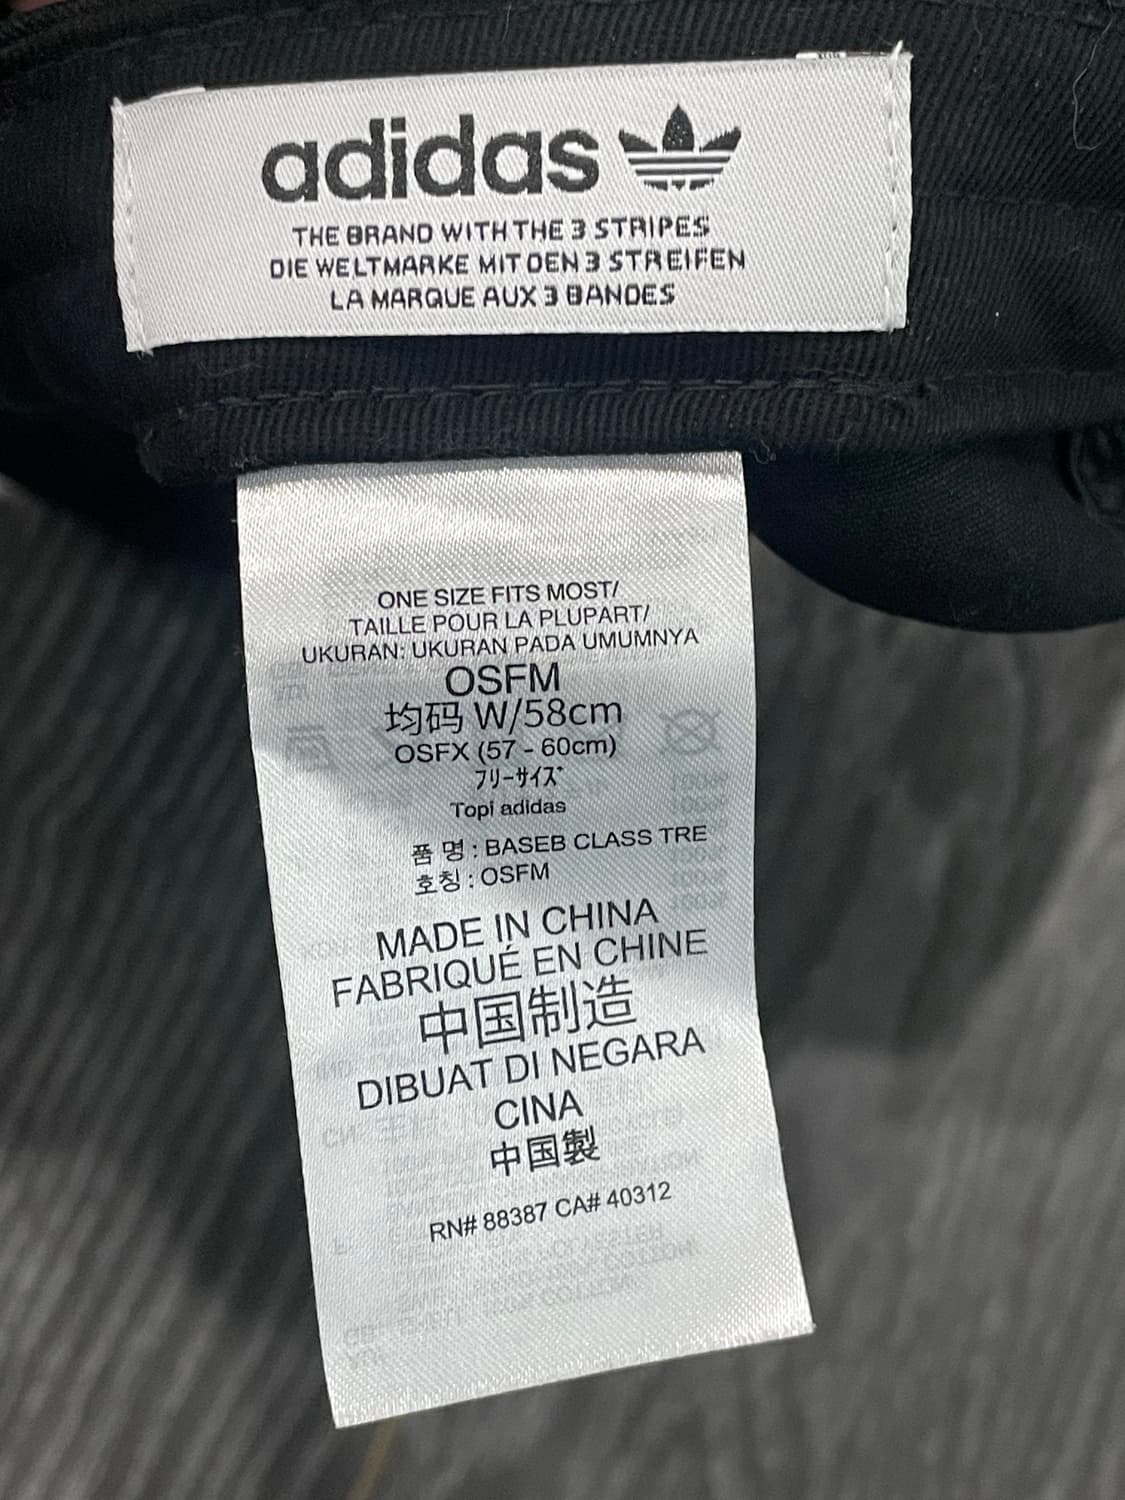 adidas
THE BRAND WITH THE 3 STRIPES
DIE WELTMARKE MIT DEN 3 STREIFEN
LA MARQUE AUX 3 BANDES
ONE SIZE FITS MOST/
TAILLE POUR LA PLUPART/
UKURAN: UKURAN PADA UMUMNYA
OSFM
均码 W/58cm
OSFX (57 - 60cm)
フリーサイズ
Topi adidas
품 명 : BASEB CLASS TRE
호칭 : OSFM
MADE IN CHINA
FABRIQUÉ EN CHINE
中国制造
DIBUAT DI NEGARA
CINA
中国製
RN# 88387 CA# 40312